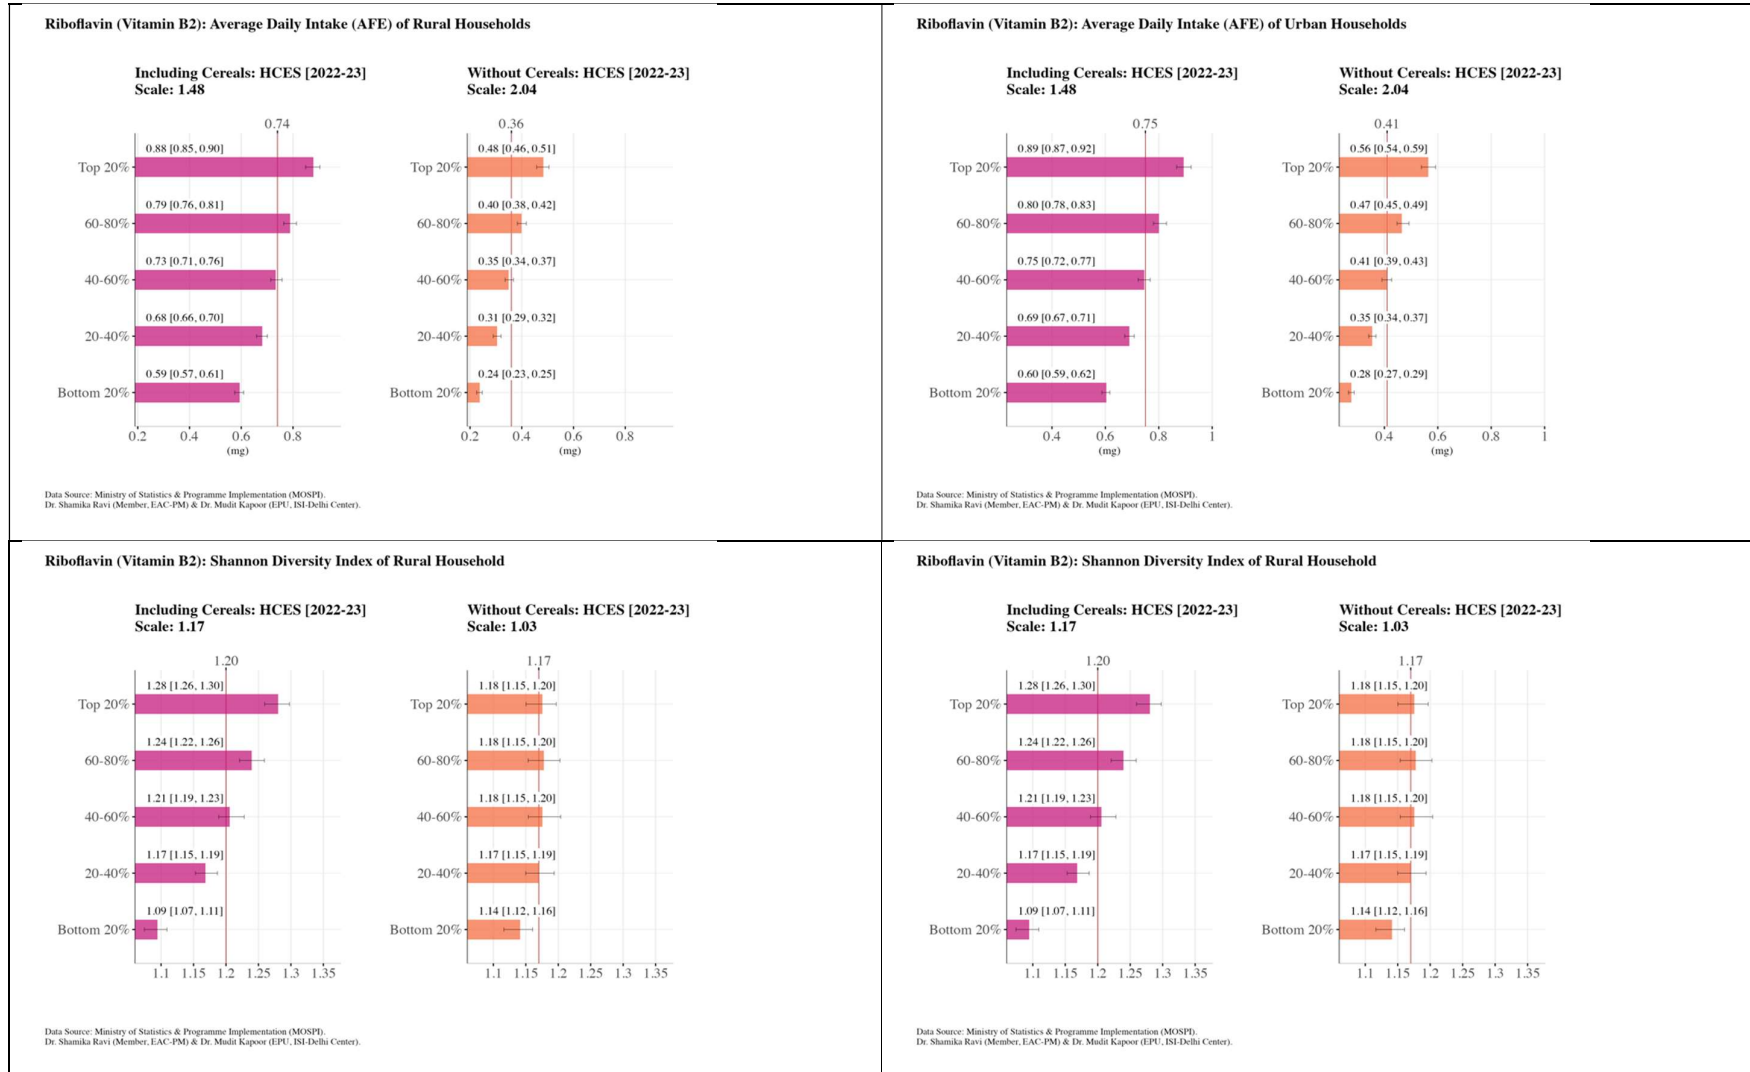 Riboflavin (Vitamin B2): Average Daily Intake (AFE) of Rural Households
Including Cereals: HCES [2022-23]
Scale: 1.48
0.74
Top 20%
0.88 [0.85, 0.90]
60-80%
0.79 [0.76, 0.81]
40-60%
0.73 [0.71, 0.76]
20-40%
0.68 [0.66, 0.70]
Bottom 20%
0.59 [0.57, 0.61]
0.2 0.4 0.6 0.8
(mg)
Without Cereals: HCES [2022-23]
Scale: 2.04
0.36
Top 20%
0.48 [0.46, 0.51]
60-80%
0.40 [0.38, 0.42]
40-60%
0.35 [0.34, 0.37]
20-40%
0.31 [0.29, 0.32]
Bottom 20%
0.24 [0.23, 0.25]
0.2 0.4 0.6 0.8
(mg)
Data Source: Ministry of Statistics & Programme Implementation (MOSPI).
Dr. Shamika Ravi (Member, EAC-PM) & Dr. Mudit Kapoor (EPU, ISI-Delhi Center).
Riboflavin (Vitamin B2): Average Daily Intake (AFE) of Urban Households
Including Cereals: HCES [2022-23]
Scale: 1.48
0.75
Top 20%
0.89 [0.87, 0.92]
60-80%
0.80 [0.78, 0.83]
40-60%
0.75 [0.72, 0.77]
20-40%
0.69 [0.67, 0.71]
Bottom 20%
0.60 [0.59, 0.62]
0.4 0.6 0.8 1
(mg)
Without Cereals: HCES [2022-23]
Scale: 2.04
0.41
Top 20%
0.56 [0.54, 0.59]
60-80%
0.47 [0.45, 0.49]
40-60%
0.41 [0.39, 0.43]
20-40%
0.35 [0.34, 0.37]
Bottom 20%
0.28 [0.27, 0.29]
0.4 0.6 0.8 1
(mg)
Data Source: Ministry of Statistics & Programme Implementation (MOSPI).
Dr. Shamika Ravi (Member, EAC-PM) & Dr. Mudit Kapoor (EPU, ISI-Delhi Center).
Riboflavin (Vitamin B2): Shannon Diversity Index of Rural Household
Including Cereals: HCES [2022-23]
Scale: 1.17
1.20
Top 20%
1.28 [1.26, 1.30]
60-80%
1.24 [1.22, 1.26]
40-60%
1.21 [1.19, 1.23]
20-40%
1.17 [1.15, 1.19]
Bottom 20%
1.09 [1.07, 1.11]
1.1 1.15 1.2 1.25 1.3 1.35
Without Cereals: HCES [2022-23]
Scale: 1.03
1.17
Top 20%
1.18 [1.15, 1.20]
60-80%
1.18 [1.15, 1.20]
40-60%
1.18 [1.15, 1.20]
20-40%
1.17 [1.15, 1.19]
Bottom 20%
1.14 [1.12, 1.16]
1.1 1.15 1.2 1.25 1.3 1.35
Data Source: Ministry of Statistics & Programme Implementation (MOSPI).
Dr. Shamika Ravi (Member, EAC-PM) & Dr. Mudit Kapoor (EPU, ISI-Delhi Center).
Riboflavin (Vitamin B2): Shannon Diversity Index of Rural Household
Including Cereals: HCES [2022-23]
Scale: 1.17
1.20
Top 20%
1.28 [1.26, 1.30]
60-80%
1.24 [1.22, 1.26]
40-60%
1.21 [1.19, 1.23]
20-40%
1.17 [1.15, 1.19]
Bottom 20%
1.09 [1.07, 1.11]
1.1 1.15 1.2 1.25 1.3 1.35
Without Cereals: HCES [2022-23]
Scale: 1.03
1.17
Top 20%
1.18 [1.15, 1.20]
60-80%
1.18 [1.15, 1.20]
40-60%
1.18 [1.15, 1.20]
20-40%
1.17 [1.15, 1.19]
Bottom 20%
1.14 [1.12, 1.16]
1.1 1.15 1.2 1.25 1.3 1.35
Data Source: Ministry of Statistics & Programme Implementation (MOSPI).
Dr. Shamika Ravi (Member, EAC-PM) & Dr. Mudit Kapoor (EPU, ISI-Delhi Center).